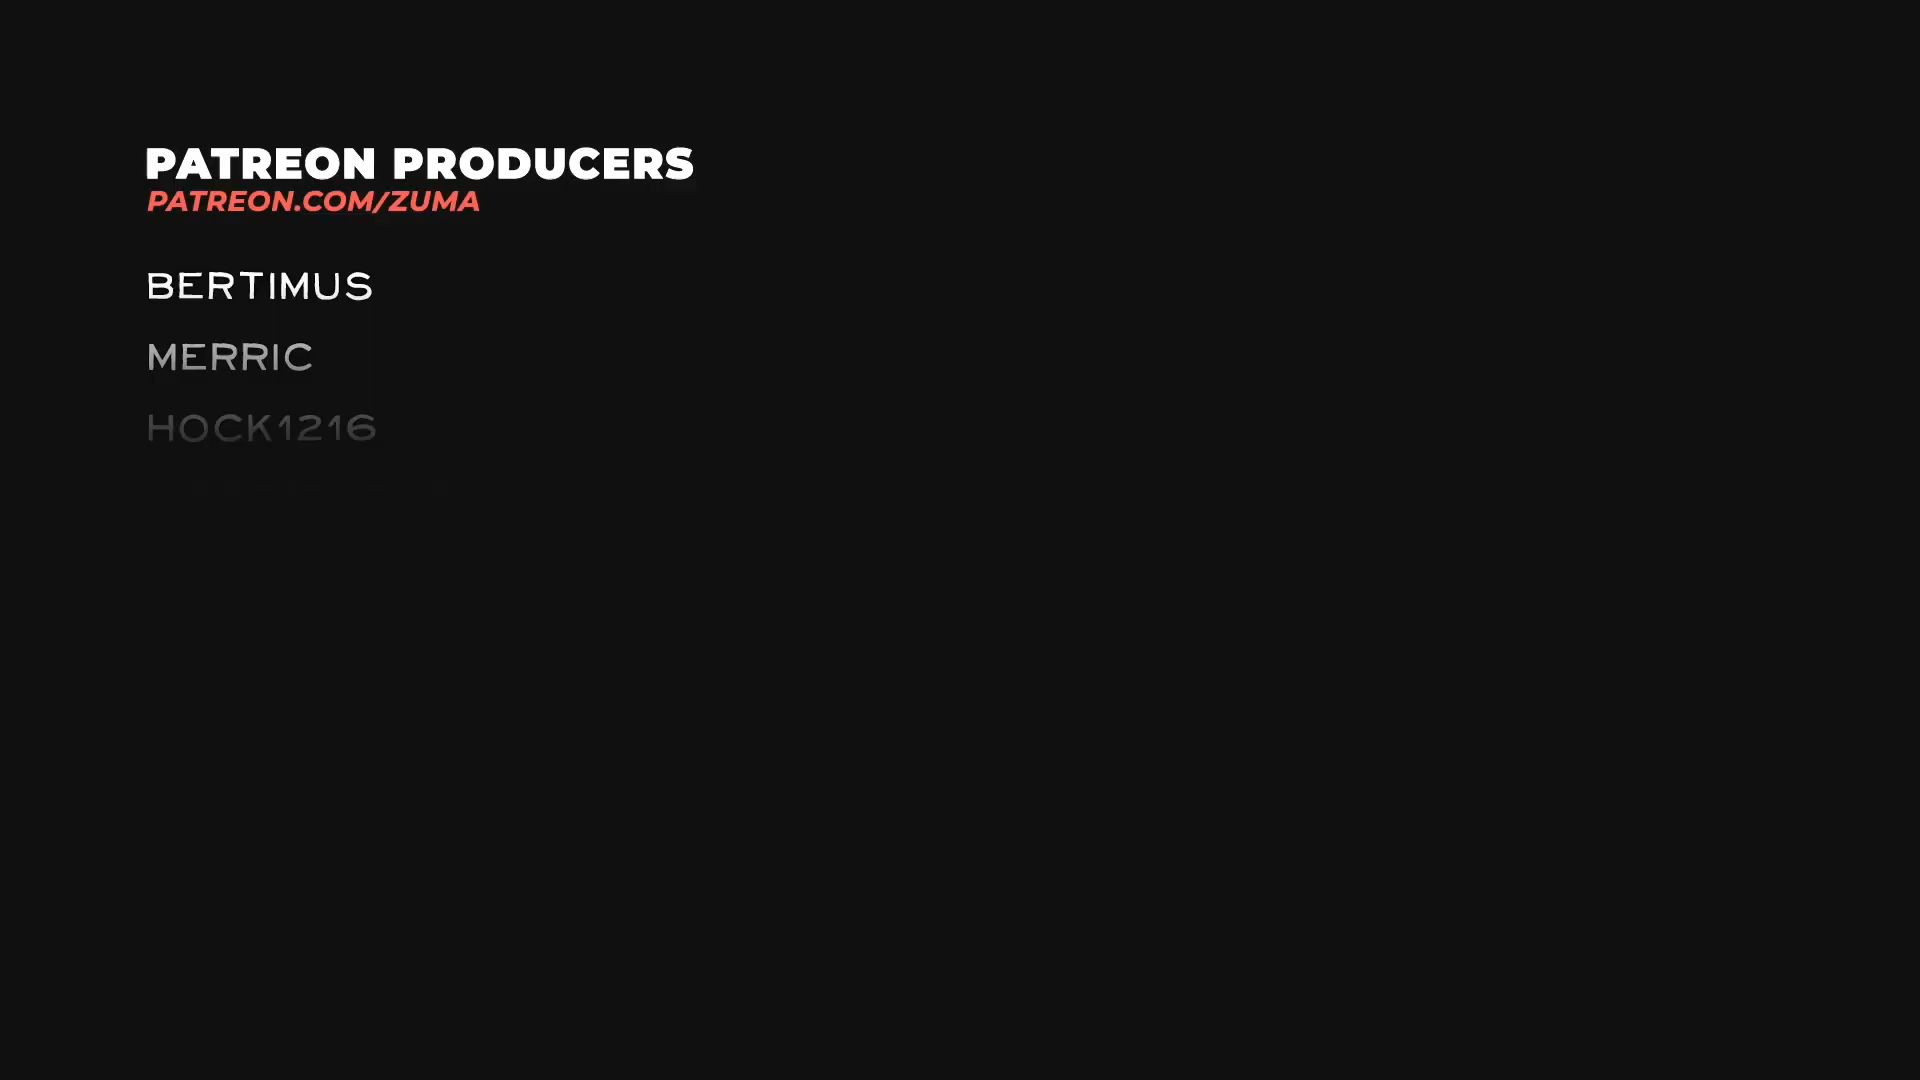 PATREON PRODUCERS
PATREON.COM/ZUMA
BERTIMUS
MERRIC
HOCK1216